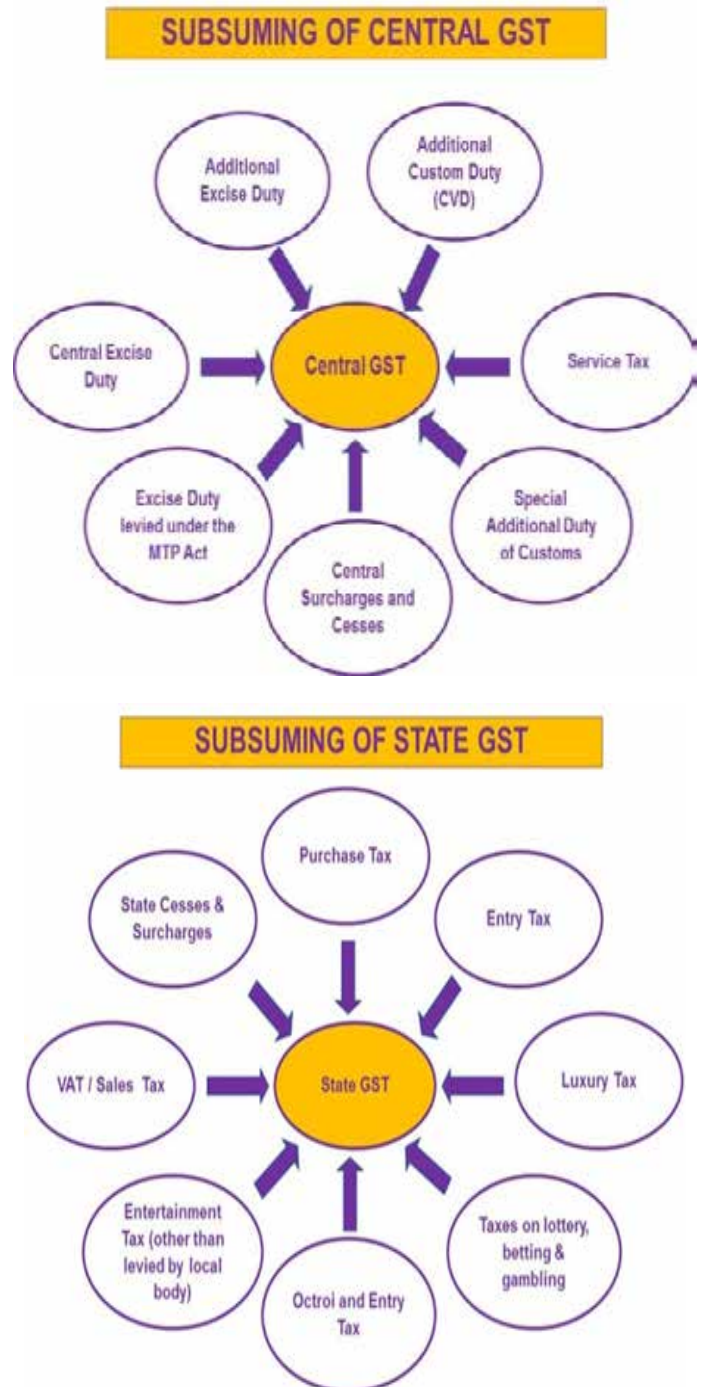 SUBSUMING OF CENTRAL GST
Additional
Excise Duty
Additional
Custom Duty
(CVD)
Central Excise
Duty
Central GST
Service Tax
Excise Duty
levied under the
MTP Act
Central
Surcharges and
Cesses
Special
Additional Duty
of Customs
SUBSUMING OF STATE GST
Purchase Tax
State Cesses &
Surcharges
Entry Tax
VAT / Sales Tax
State GST
Luxury Tax
Entertainment
Tax (other than
levied by local
body)
Octroi and Entry
Tax
Taxes on lottery,
betting &
gambling